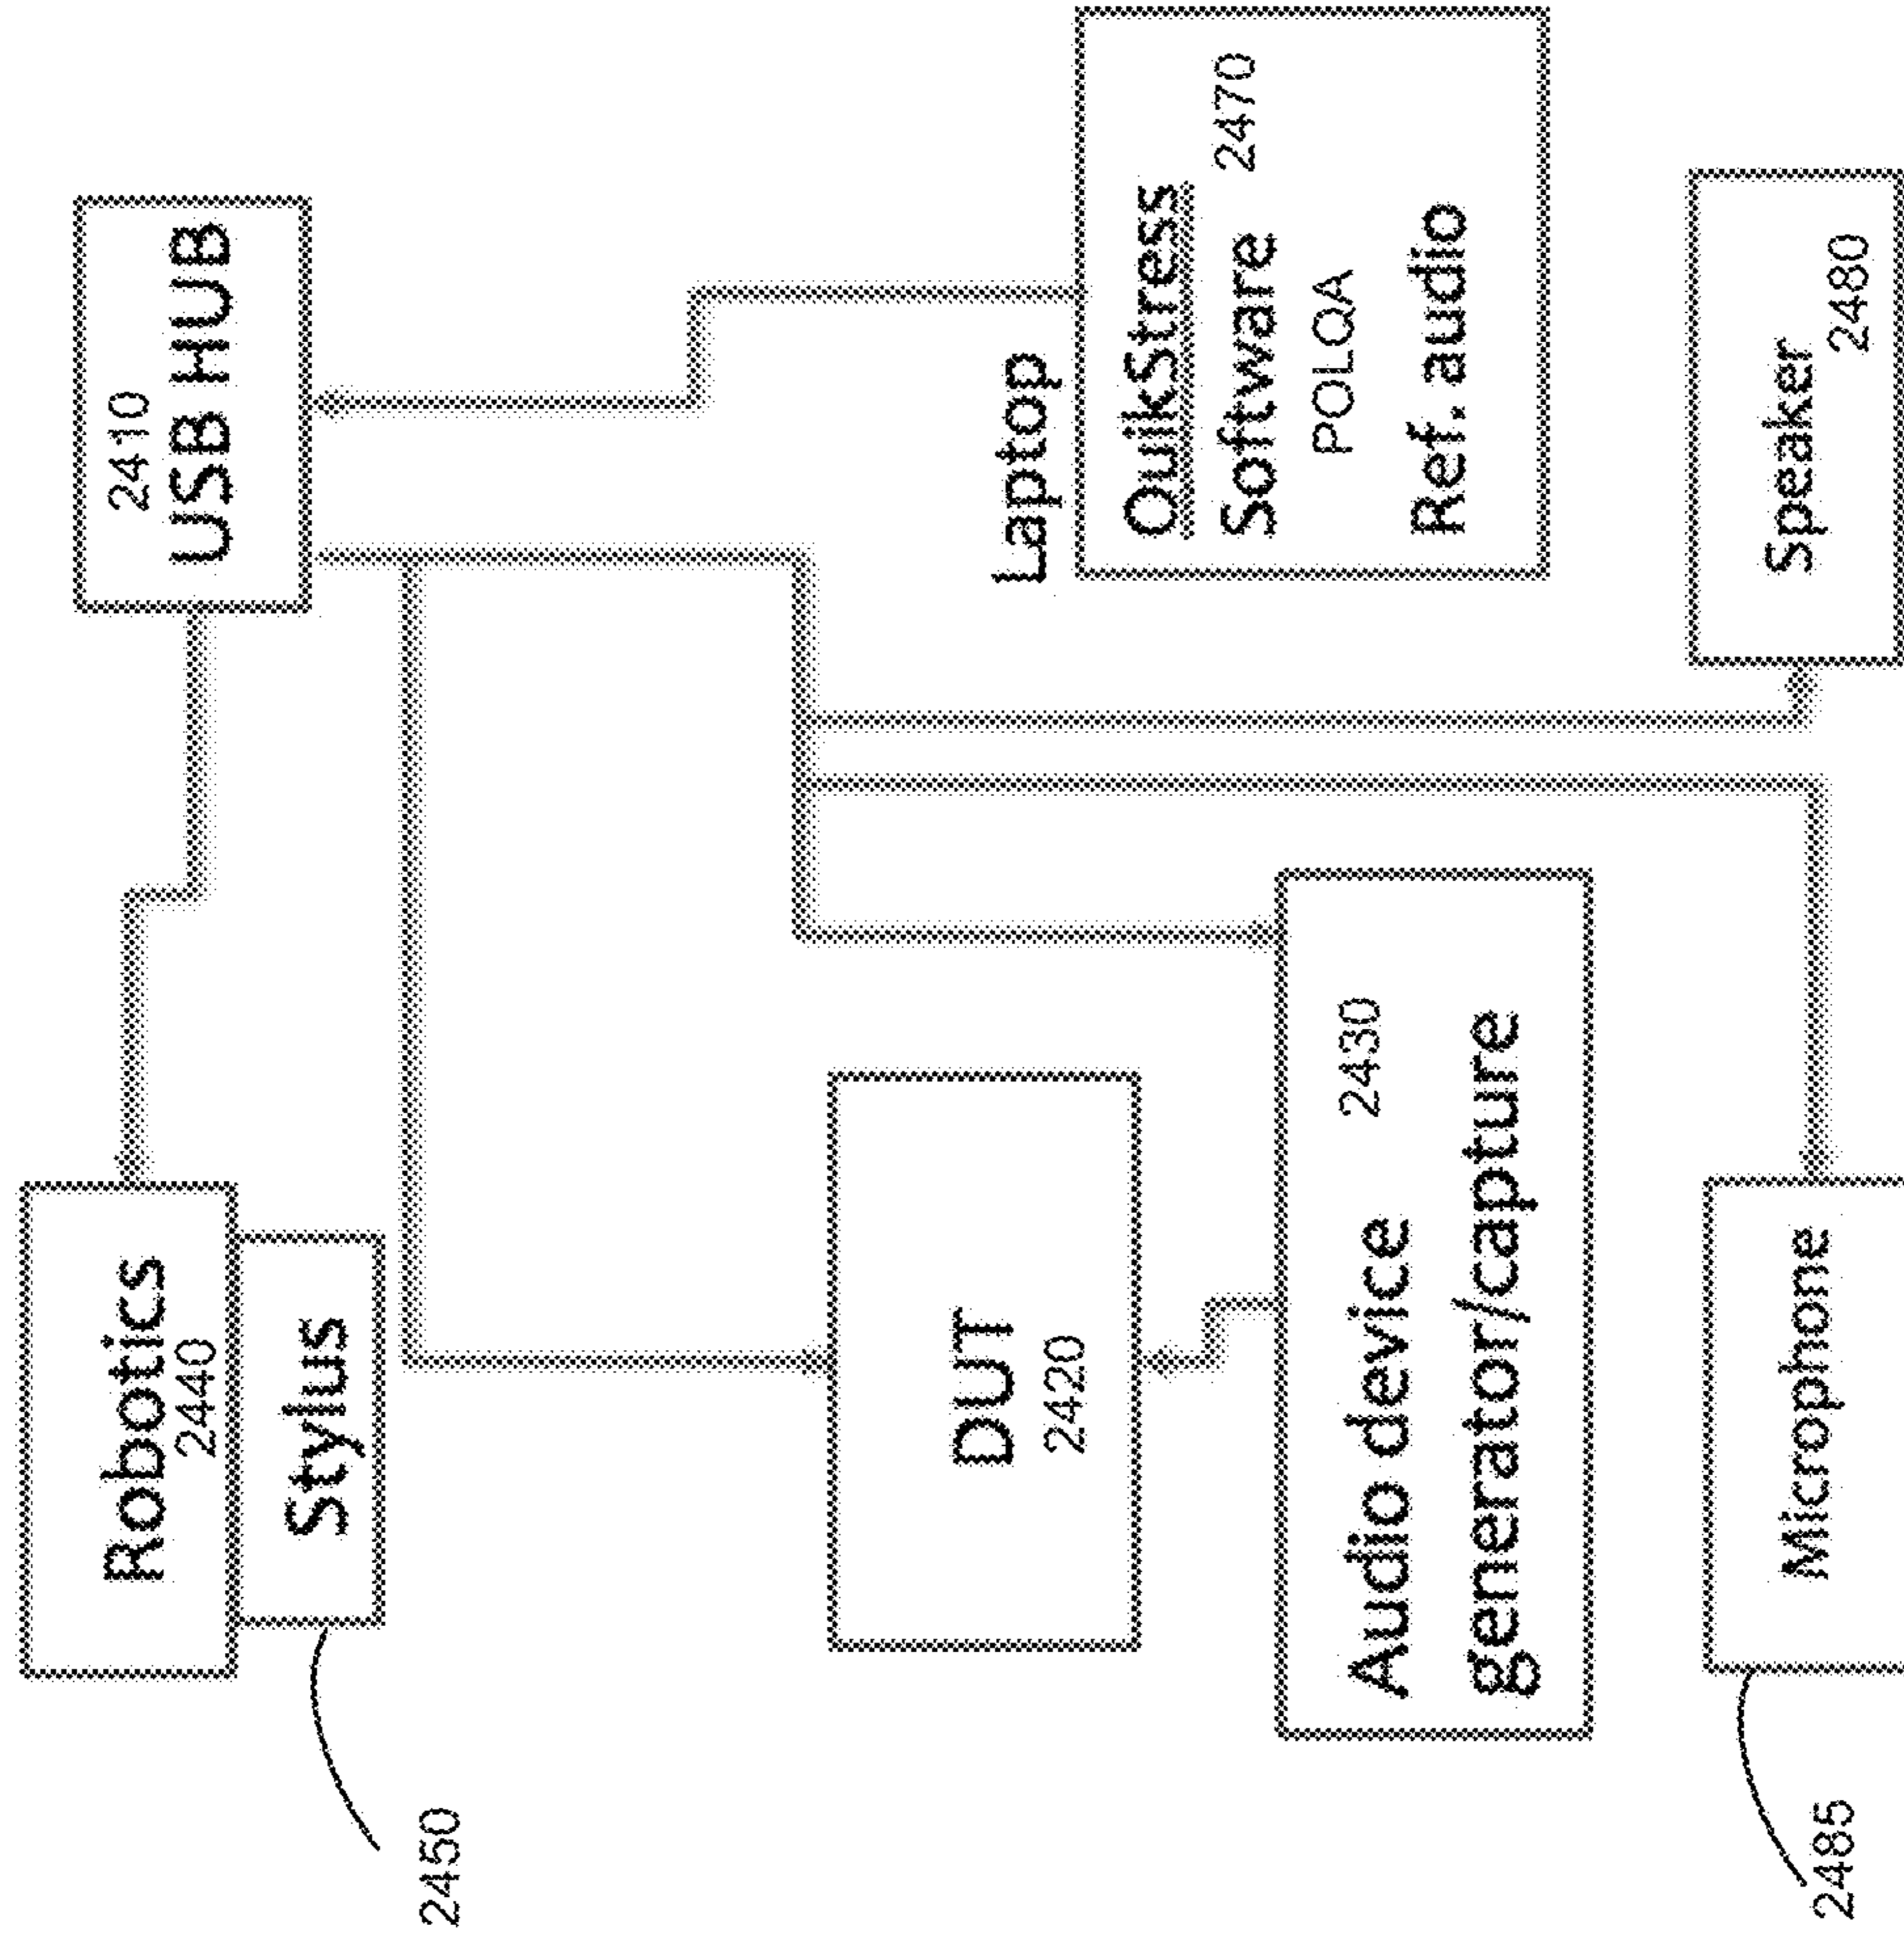 Robotics
2440
Stylus
2450
2410
USB HUB
DUT
2420
Laptop
QuikStress
Software 2470
POLQA
Ref. audio
Audio device 2430
generator/capture
Microphone
2485
Speaker
2480